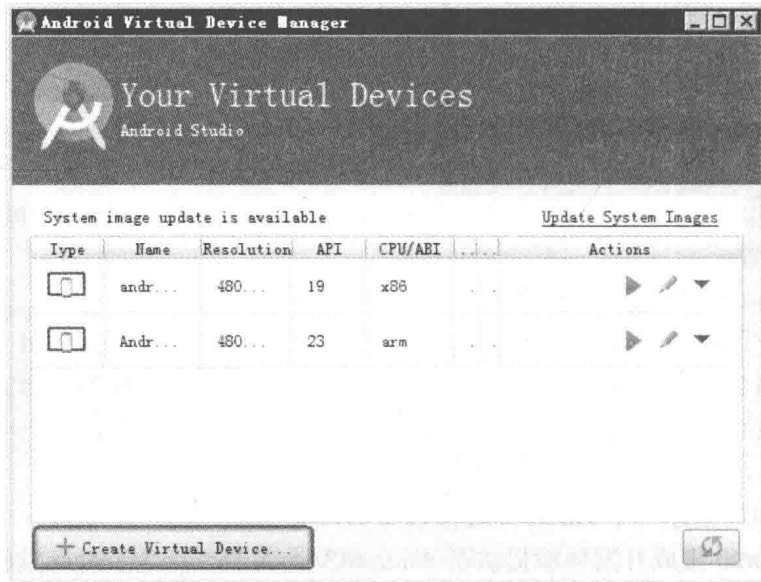 Android Virtual Device Manager
Your Virtual Devices
Android Studio
System image update is available
Update System Images
Type Name Resolution API CPU/ABI ... Actions
andr... 480... 19 x86 ...
Andr... 480... 23 arm ...
+ Create Virtual Device...